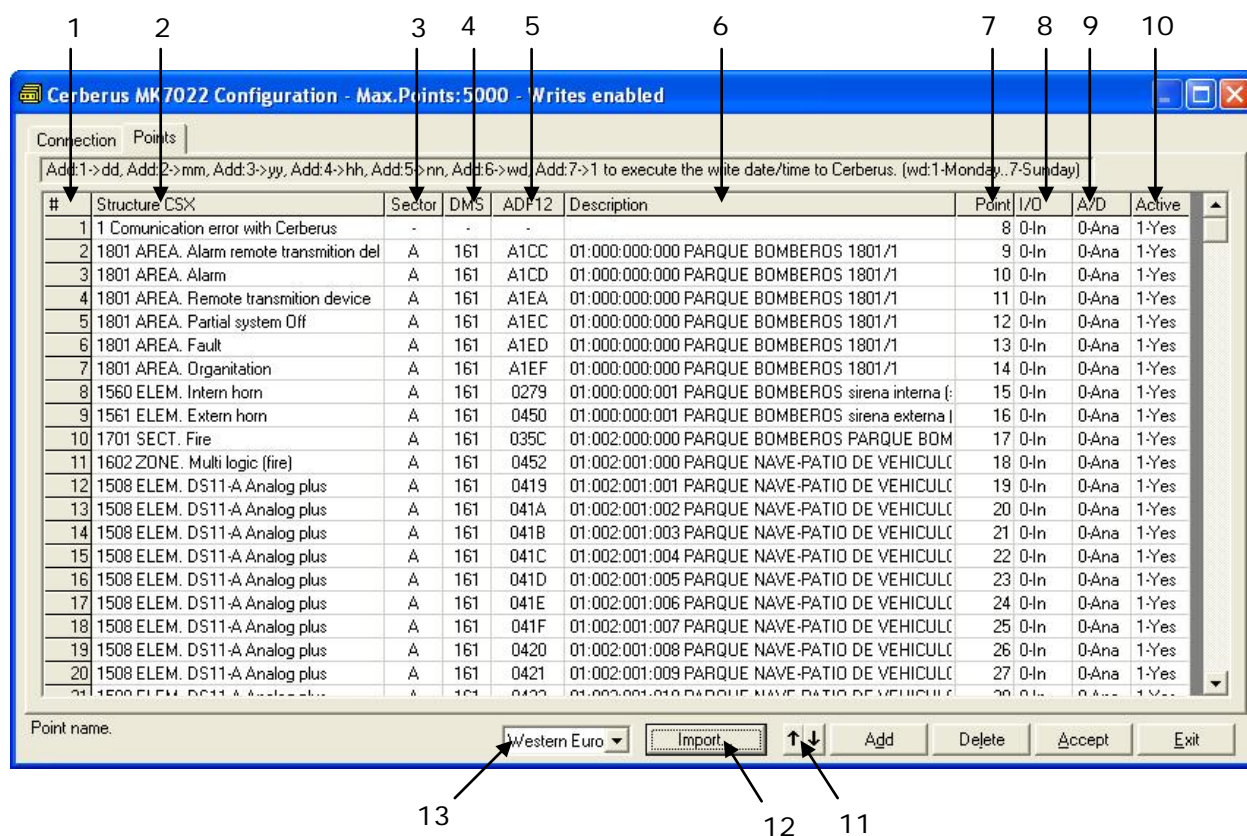 1 2 3 4 5 6 7 8 9 10
Cerberus MK7022 Configuration - Max.Points:5000 - Writes enabled
Connection Points
Add:1->dd, Add:2->mm, Add:3->yy, Add:4->hh, Add:5->nn, Add:6->wd, Add:7->1 to execute the write date/time to Cerberus. (wd:1-Monday..7-Sunday)
# Structure CSX Sector DMS ADF12 Description Point I/O A/D Active
1 1 Comunication error with Cerberus - - - 8 0-In 0-Ana 1-Yes
2 1801 AREA. Alarm remote transmition del A 161 A1CC 01:000:000:000 PARQUE BOMBEROS 1801/1 9 0-In 0-Ana 1-Yes
3 1801 AREA. Alarm A 161 A1CD 01:000:000:000 PARQUE BOMBEROS 1801/1 10 0-In 0-Ana 1-Yes
4 1801 AREA. Remote transmition device A 161 A1EA 01:000:000:000 PARQUE BOMBEROS 1801/1 11 0-In 0-Ana 1-Yes
5 1801 AREA. Partial system Off A 161 A1EC 01:000:000:000 PARQUE BOMBEROS 1801/1 12 0-In 0-Ana 1-Yes
6 1801 AREA. Fault A 161 A1ED 01:000:000:000 PARQUE BOMBEROS 1801/1 13 0-In 0-Ana 1-Yes
7 1801 AREA. Organitation A 161 A1EF 01:000:000:000 PARQUE BOMBEROS 1801/1 14 0-In 0-Ana 1-Yes
8 1560 ELEM. Intern horn A 161 0279 01:000:000:001 PARQUE BOMBEROS sirena interna (: 15 0-In 0-Ana 1-Yes
9 1561 ELEM. Extern horn A 161 0450 01:000:000:001 PARQUE BOMBEROS sirena externa 16 0-In 0-Ana 1-Yes
10 1701 SECT. Fire A 161 035C 01:002:000:000 PARQUE BOMBEROS PARQUE BOM 17 0-In 0-Ana 1-Yes
11 1602 ZONE. Multi logic (fire) A 161 0452 01:002:001:000 PARQUE NAVE-PATIO DE VEHICUL 18 0-In 0-Ana 1-Yes
12 1508 ELEM. DS11-A Analog plus A 161 0419 01:002:001:001 PARQUE NAVE-PATIO DE VEHICUL 19 0-In 0-Ana 1-Yes
13 1508 ELEM. DS11-A Analog plus A 161 041A 01:002:001:002 PARQUE NAVE-PATIO DE VEHICUL 20 0-In 0-Ana 1-Yes
14 1508 ELEM. DS11-A Analog plus A 161 041B 01:002:001:003 PARQUE NAVE-PATIO DE VEHICUL 21 0-In 0-Ana 1-Yes
15 1508 ELEM. DS11-A Analog plus A 161 041C 01:002:001:004 PARQUE NAVE-PATIO DE VEHICUL 22 0-In 0-Ana 1-Yes
16 1508 ELEM. DS11-A Analog plus A 161 041D 01:002:001:005 PARQUE NAVE-PATIO DE VEHICUL 23 0-In 0-Ana 1-Yes
17 1508 ELEM. DS11-A Analog plus A 161 041E 01:002:001:006 PARQUE NAVE-PATIO DE VEHICUL 24 0-In 0-Ana 1-Yes
18 1508 ELEM. DS11-A Analog plus A 161 041F 01:002:001:007 PARQUE NAVE-PATIO DE VEHICUL 25 0-In 0-Ana 1-Yes
19 1508 ELEM. DS11-A Analog plus A 161 0420 01:002:001:008 PARQUE NAVE-PATIO DE VEHICUL 26 0-In 0-Ana 1-Yes
20 1508 ELEM. DS11-A Analog plus A 161 0421 01:002:001:009 PARQUE NAVE-PATIO DE VEHICUL 27 0-In 0-Ana 1-Yes
Point name. Western Euro Import... Add Delete Accept Exit
13 12 11